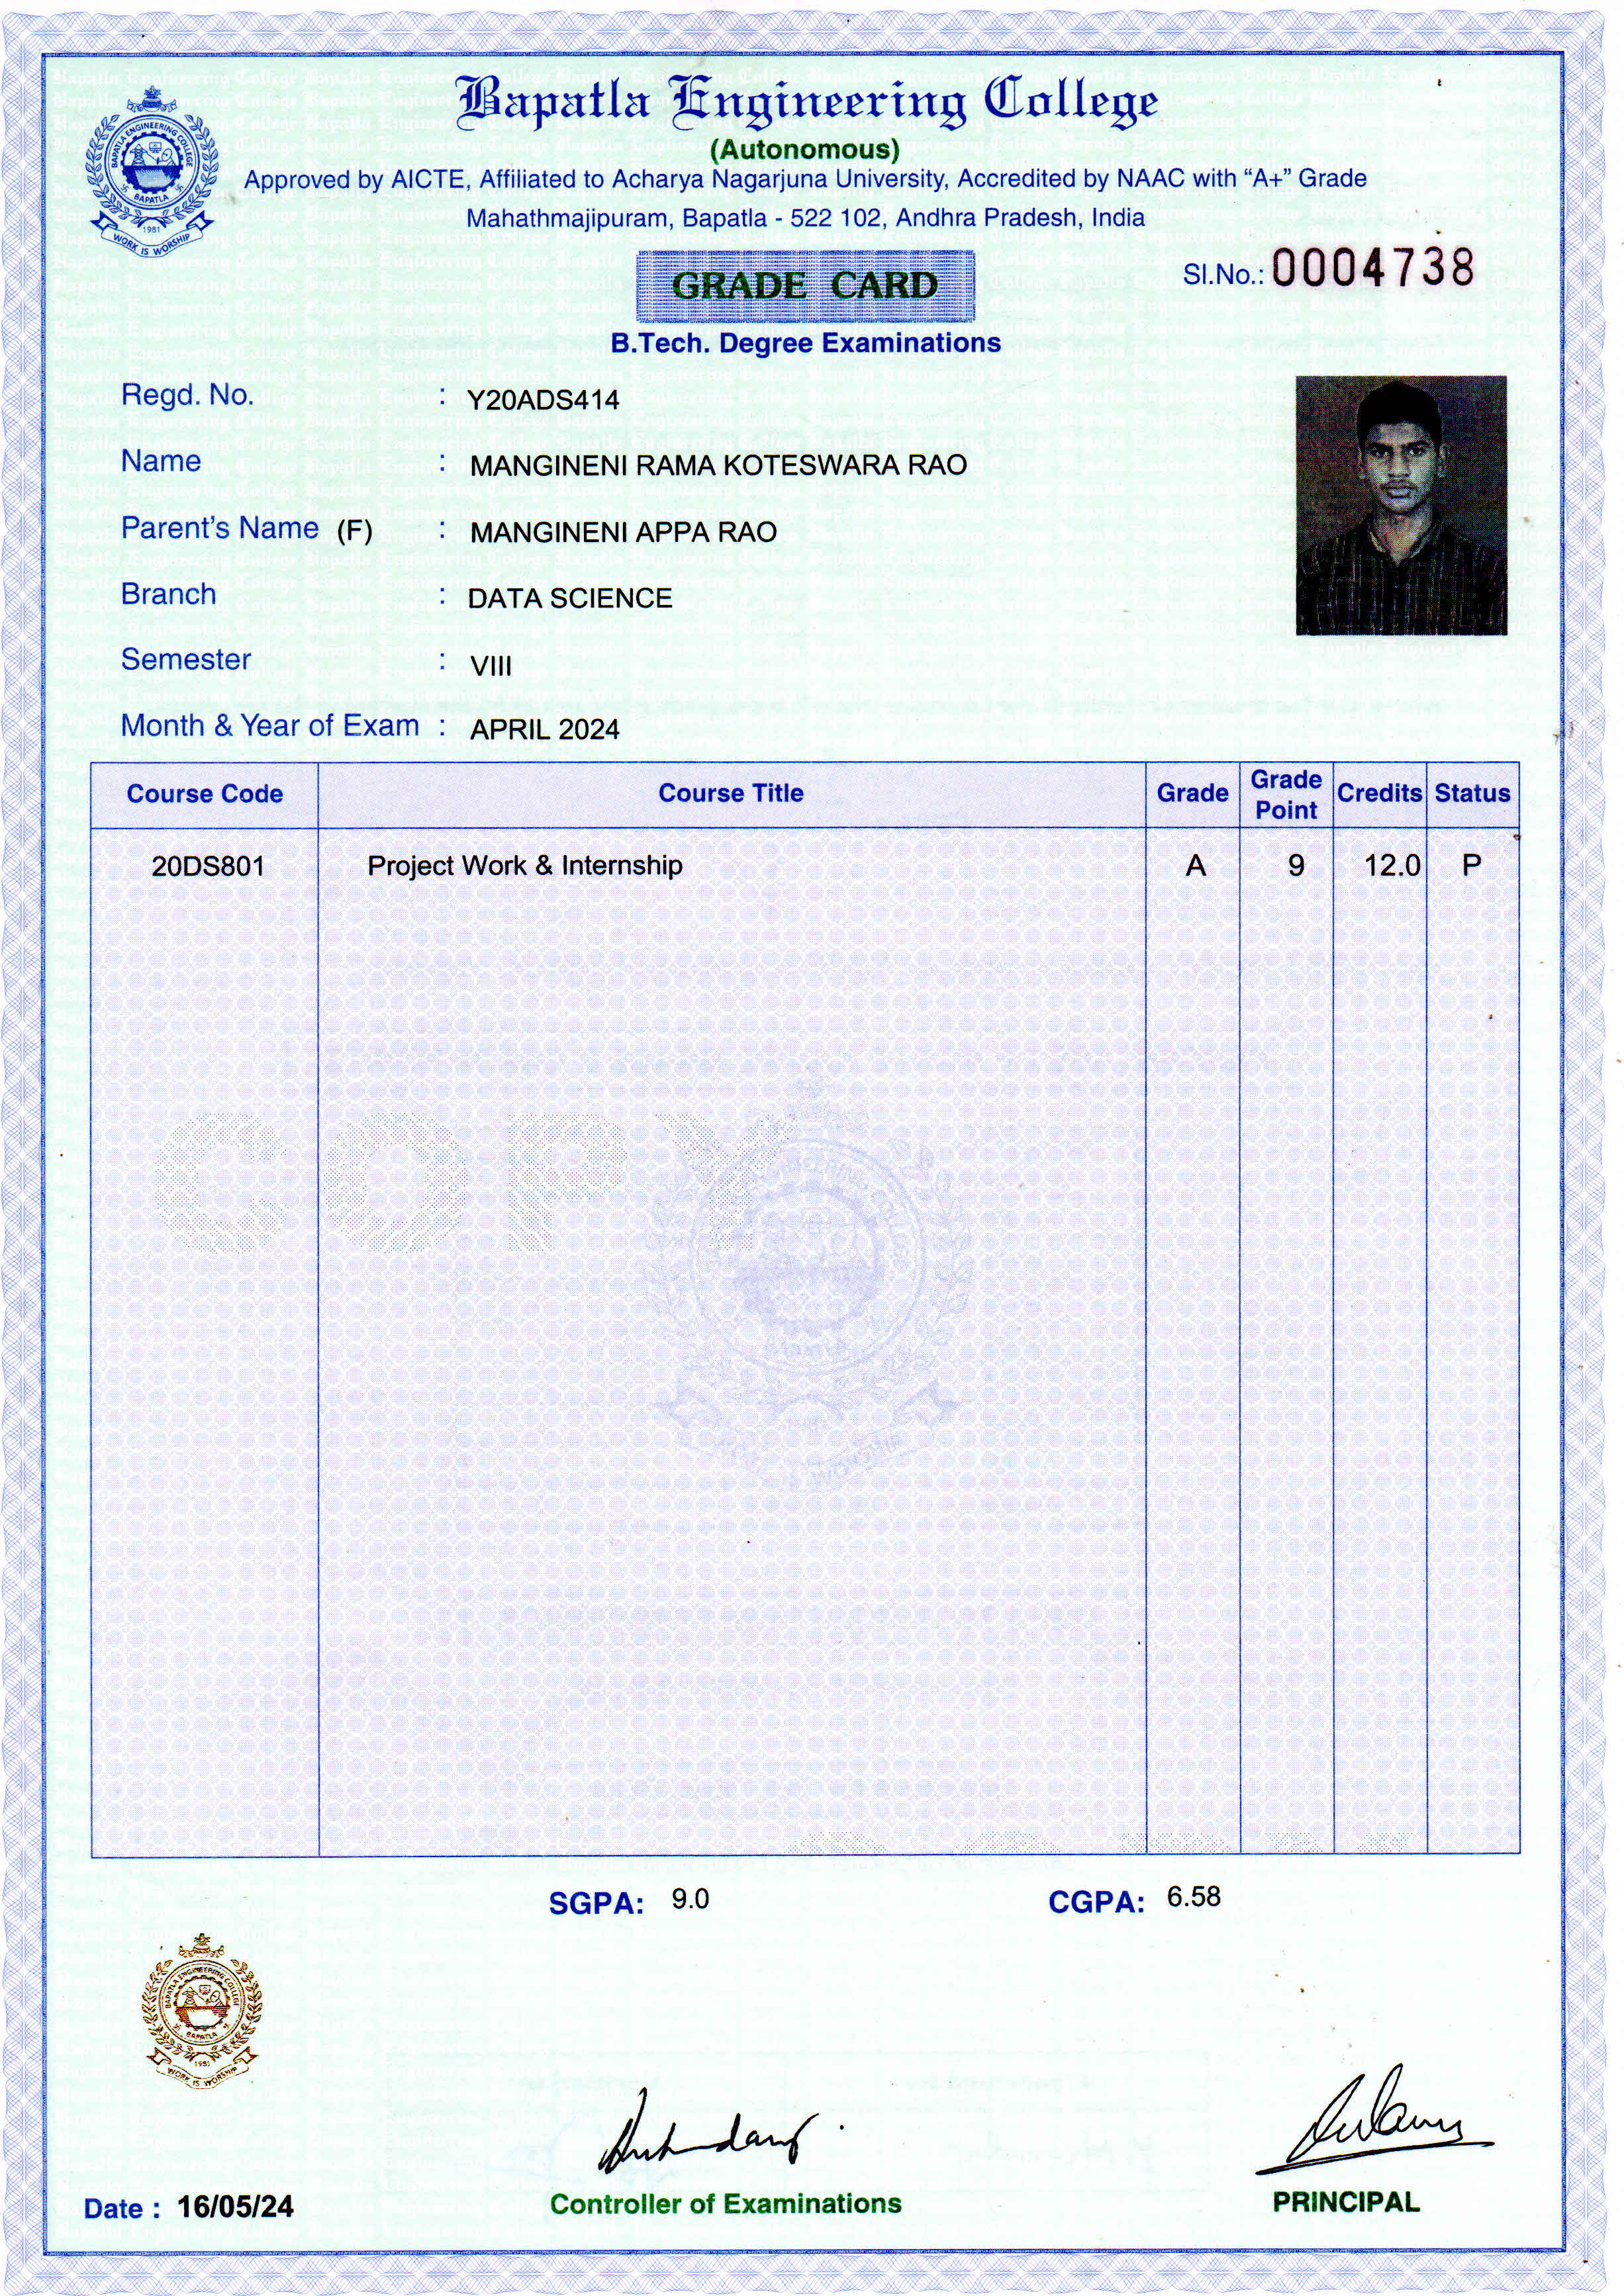 Bapatla Engineering College
(Autonomous)
Approved by AICTE, Affiliated to Acharya Nagarjuna University, Accredited by NAAC with “A+” Grade
Mahathmajipuram, Bapatla - 522 102, Andhra Pradesh, India
BAPATLA ENGINEERING COLLEGE
BAPATLA
1981
WORK IS WORSHIP
GRADE CARD
Sl.No.: 0004738
B.Tech. Degree Examinations
Regd. No. : Y20ADS414
Name : MANGINENI RAMA KOTESWARA RAO
Parent’s Name (F) : MANGINENI APPA RAO
Branch : DATA SCIENCE
Semester : VIII
Month & Year of Exam : APRIL 2024
Course Code Course Title Grade Grade Point Credits Status
20DS801 Project Work & Internship A 9 12.0 P
COPY
SGPA: 9.0 CGPA: 6.58
BAPATLA ENGINEERING COLLEGE
BAPATLA
1981
WORK IS WORSHIP
Date : 16/05/24 Controller of Examinations PRINCIPAL